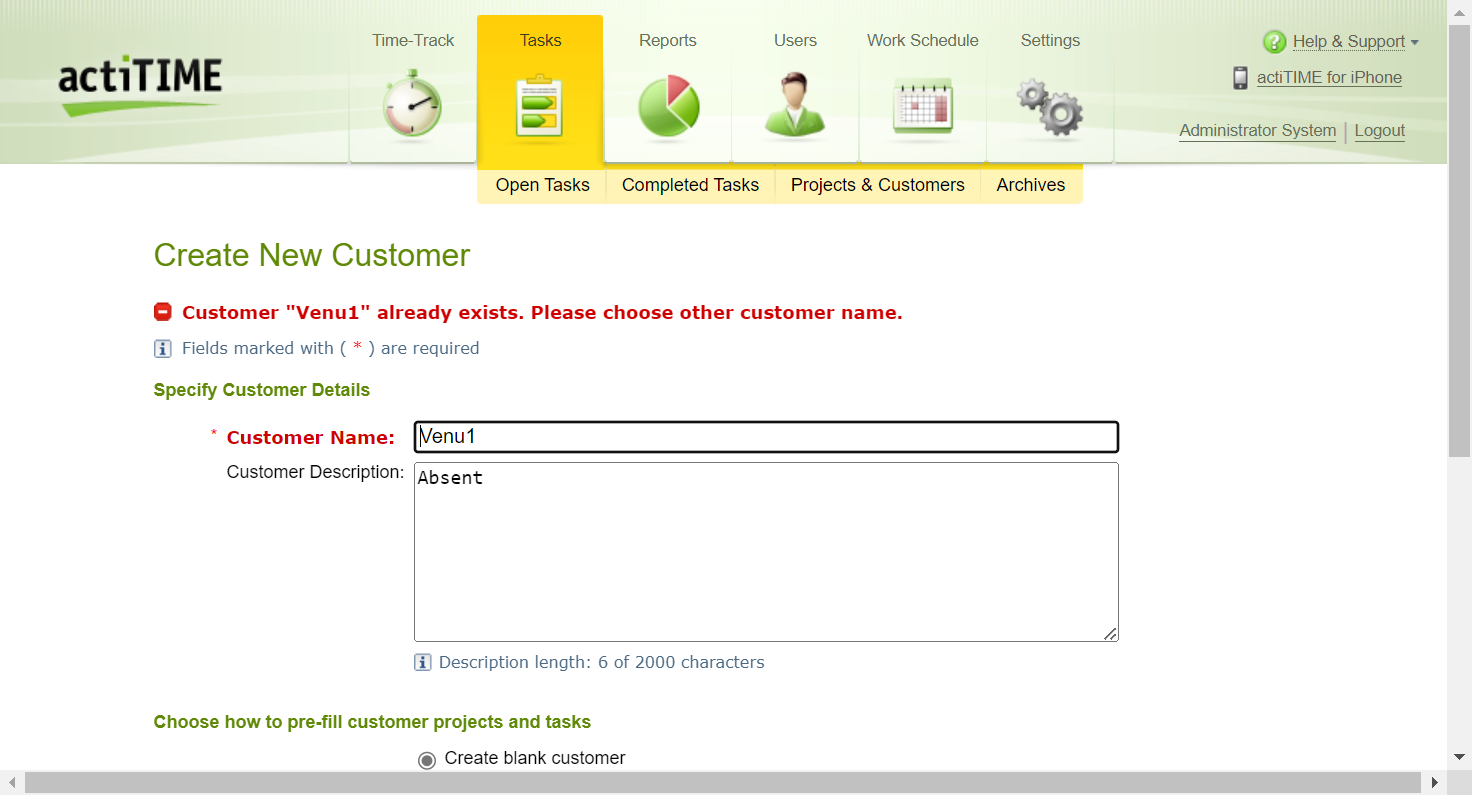 actiTIME
Time-Track Tasks Reports Users Work Schedule Settings
Help & Support
actiTIME for iPhone
Administrator System | Logout
Open Tasks Completed Tasks Projects & Customers Archives
Create New Customer
Customer "Venu1" already exists. Please choose other customer name.
Fields marked with ( * ) are required
Specify Customer Details
* Customer Name: Venu1
Customer Description: Absent
Description length: 6 of 2000 characters
Choose how to pre-fill customer projects and tasks
Create blank customer